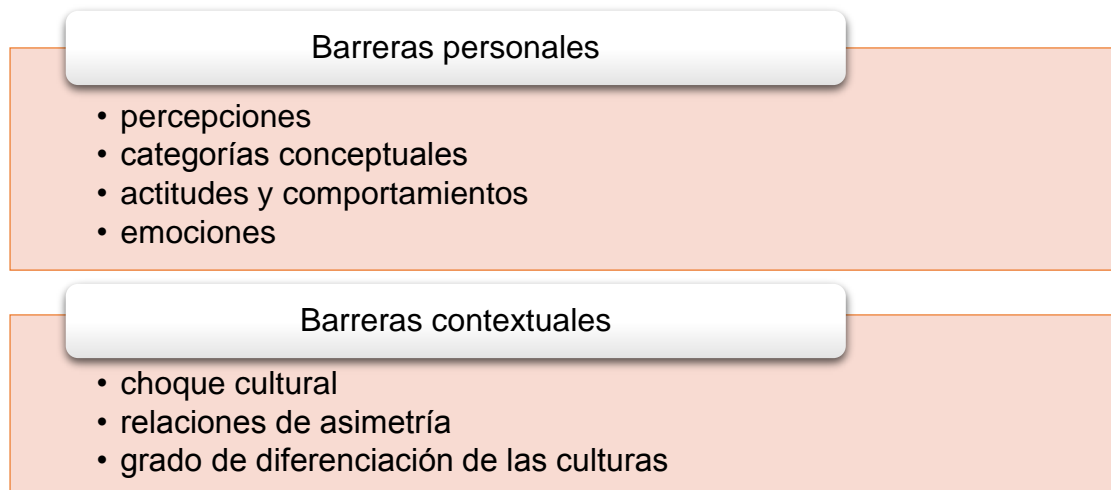 Barreras personales
• percepciones
• categorías conceptuales
• actitudes y comportamientos
• emociones
Barreras contextuales
• choque cultural
• relaciones de asimetría
• grado de diferenciación de las culturas